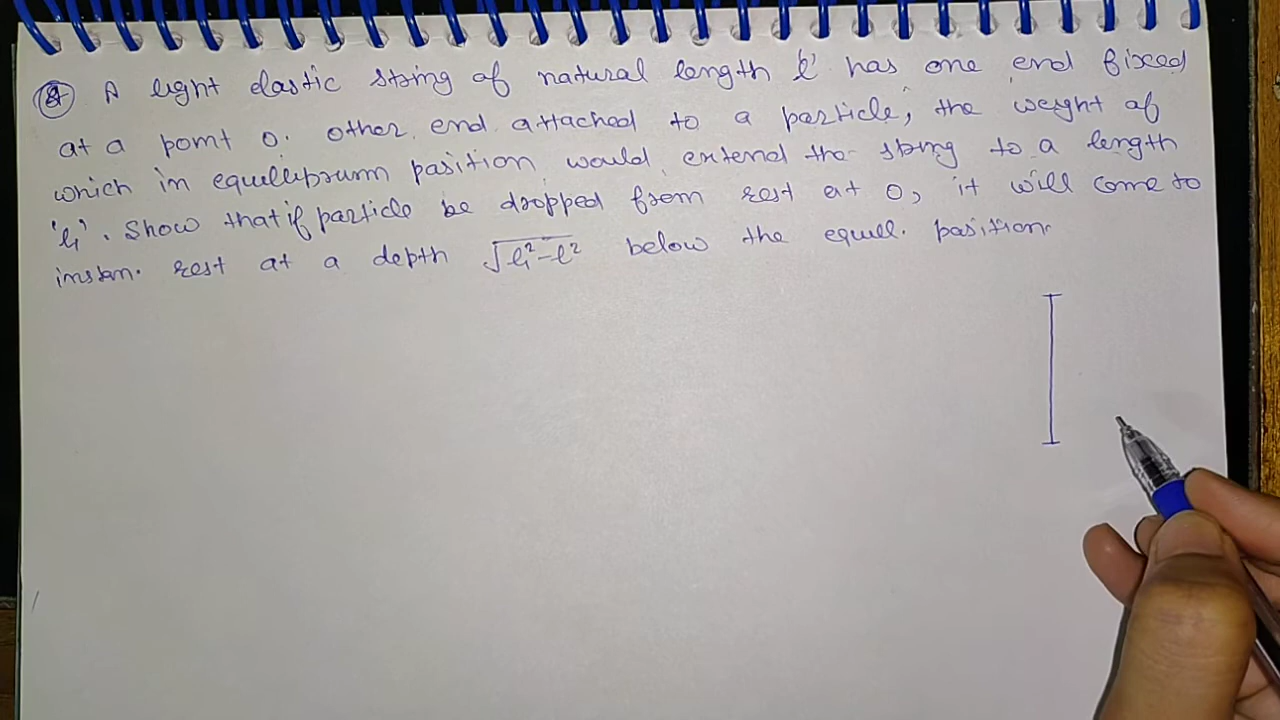 Q A light elastic string of natural length 'l' has one end fixed
at a point O. Other end attached to a particle, the weight of
which in equillibrium position would extend the string to a length
'l₁'. Show that if particle be dropped from rest at O, it will come to
instan. rest at a depth √l₁²-l² below the equill. position.